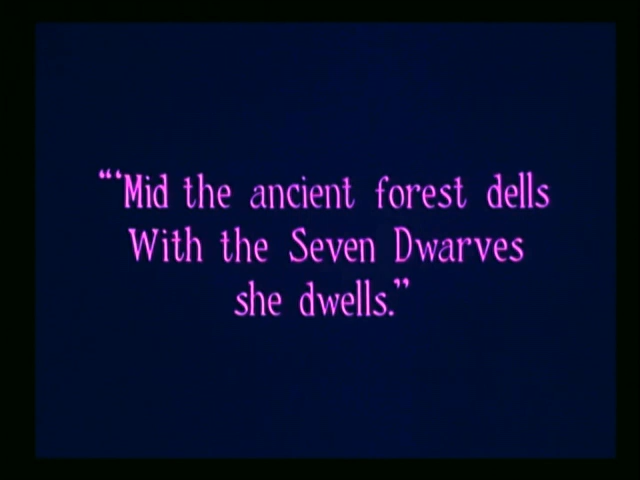 “‘Mid the ancient forest dells
With the Seven Dwarves
she dwells.”